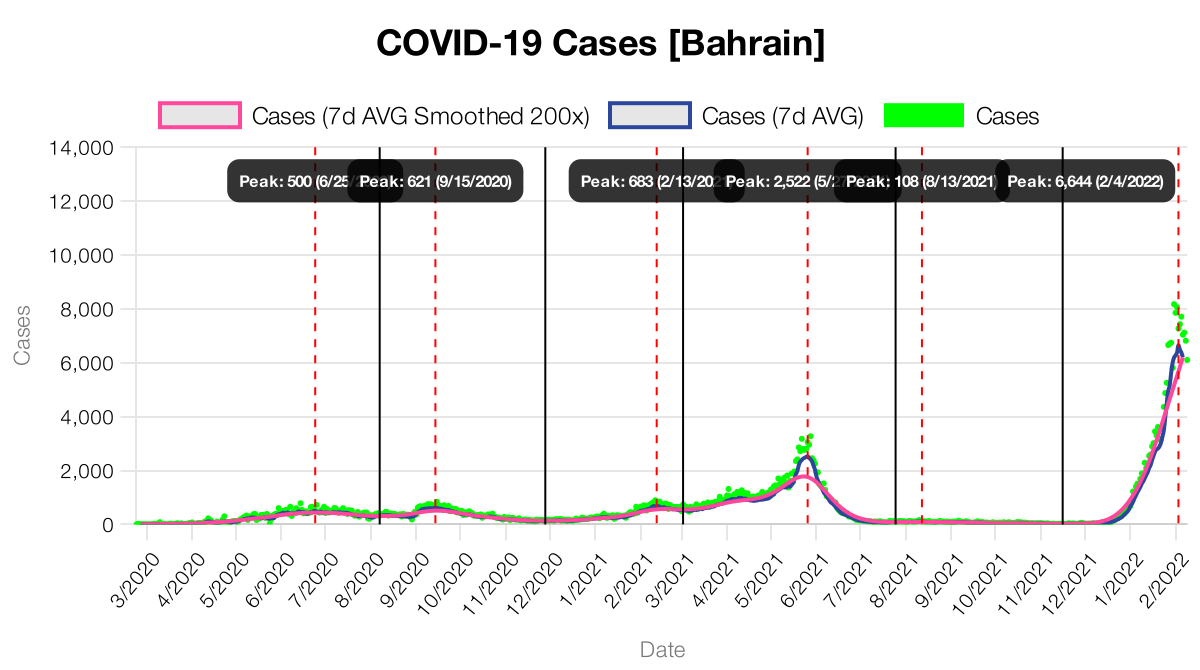 COVID-19 Cases [Bahrain]
Cases (7d AVG Smoothed 200x)
Cases (7d AVG)
Cases
14,000
12,000
10,000
8,000
6,000
4,000
2,000
0
Cases
Peak: 500 (6/25/
Peak: 621 (9/15/2020)
Peak: 683 (2/13/2021
Peak: 2,522 (5/27
Peak: 108 (8/13/2021)
Peak: 6,644 (2/4/2022)
3/2020
4/2020
5/2020
6/2020
7/2020
8/2020
9/2020
10/2020
11/2020
12/2020
1/2021
2/2021
3/2021
4/2021
5/2021
6/2021
7/2021
8/2021
9/2021
10/2021
11/2021
12/2021
1/2022
2/2022
Date